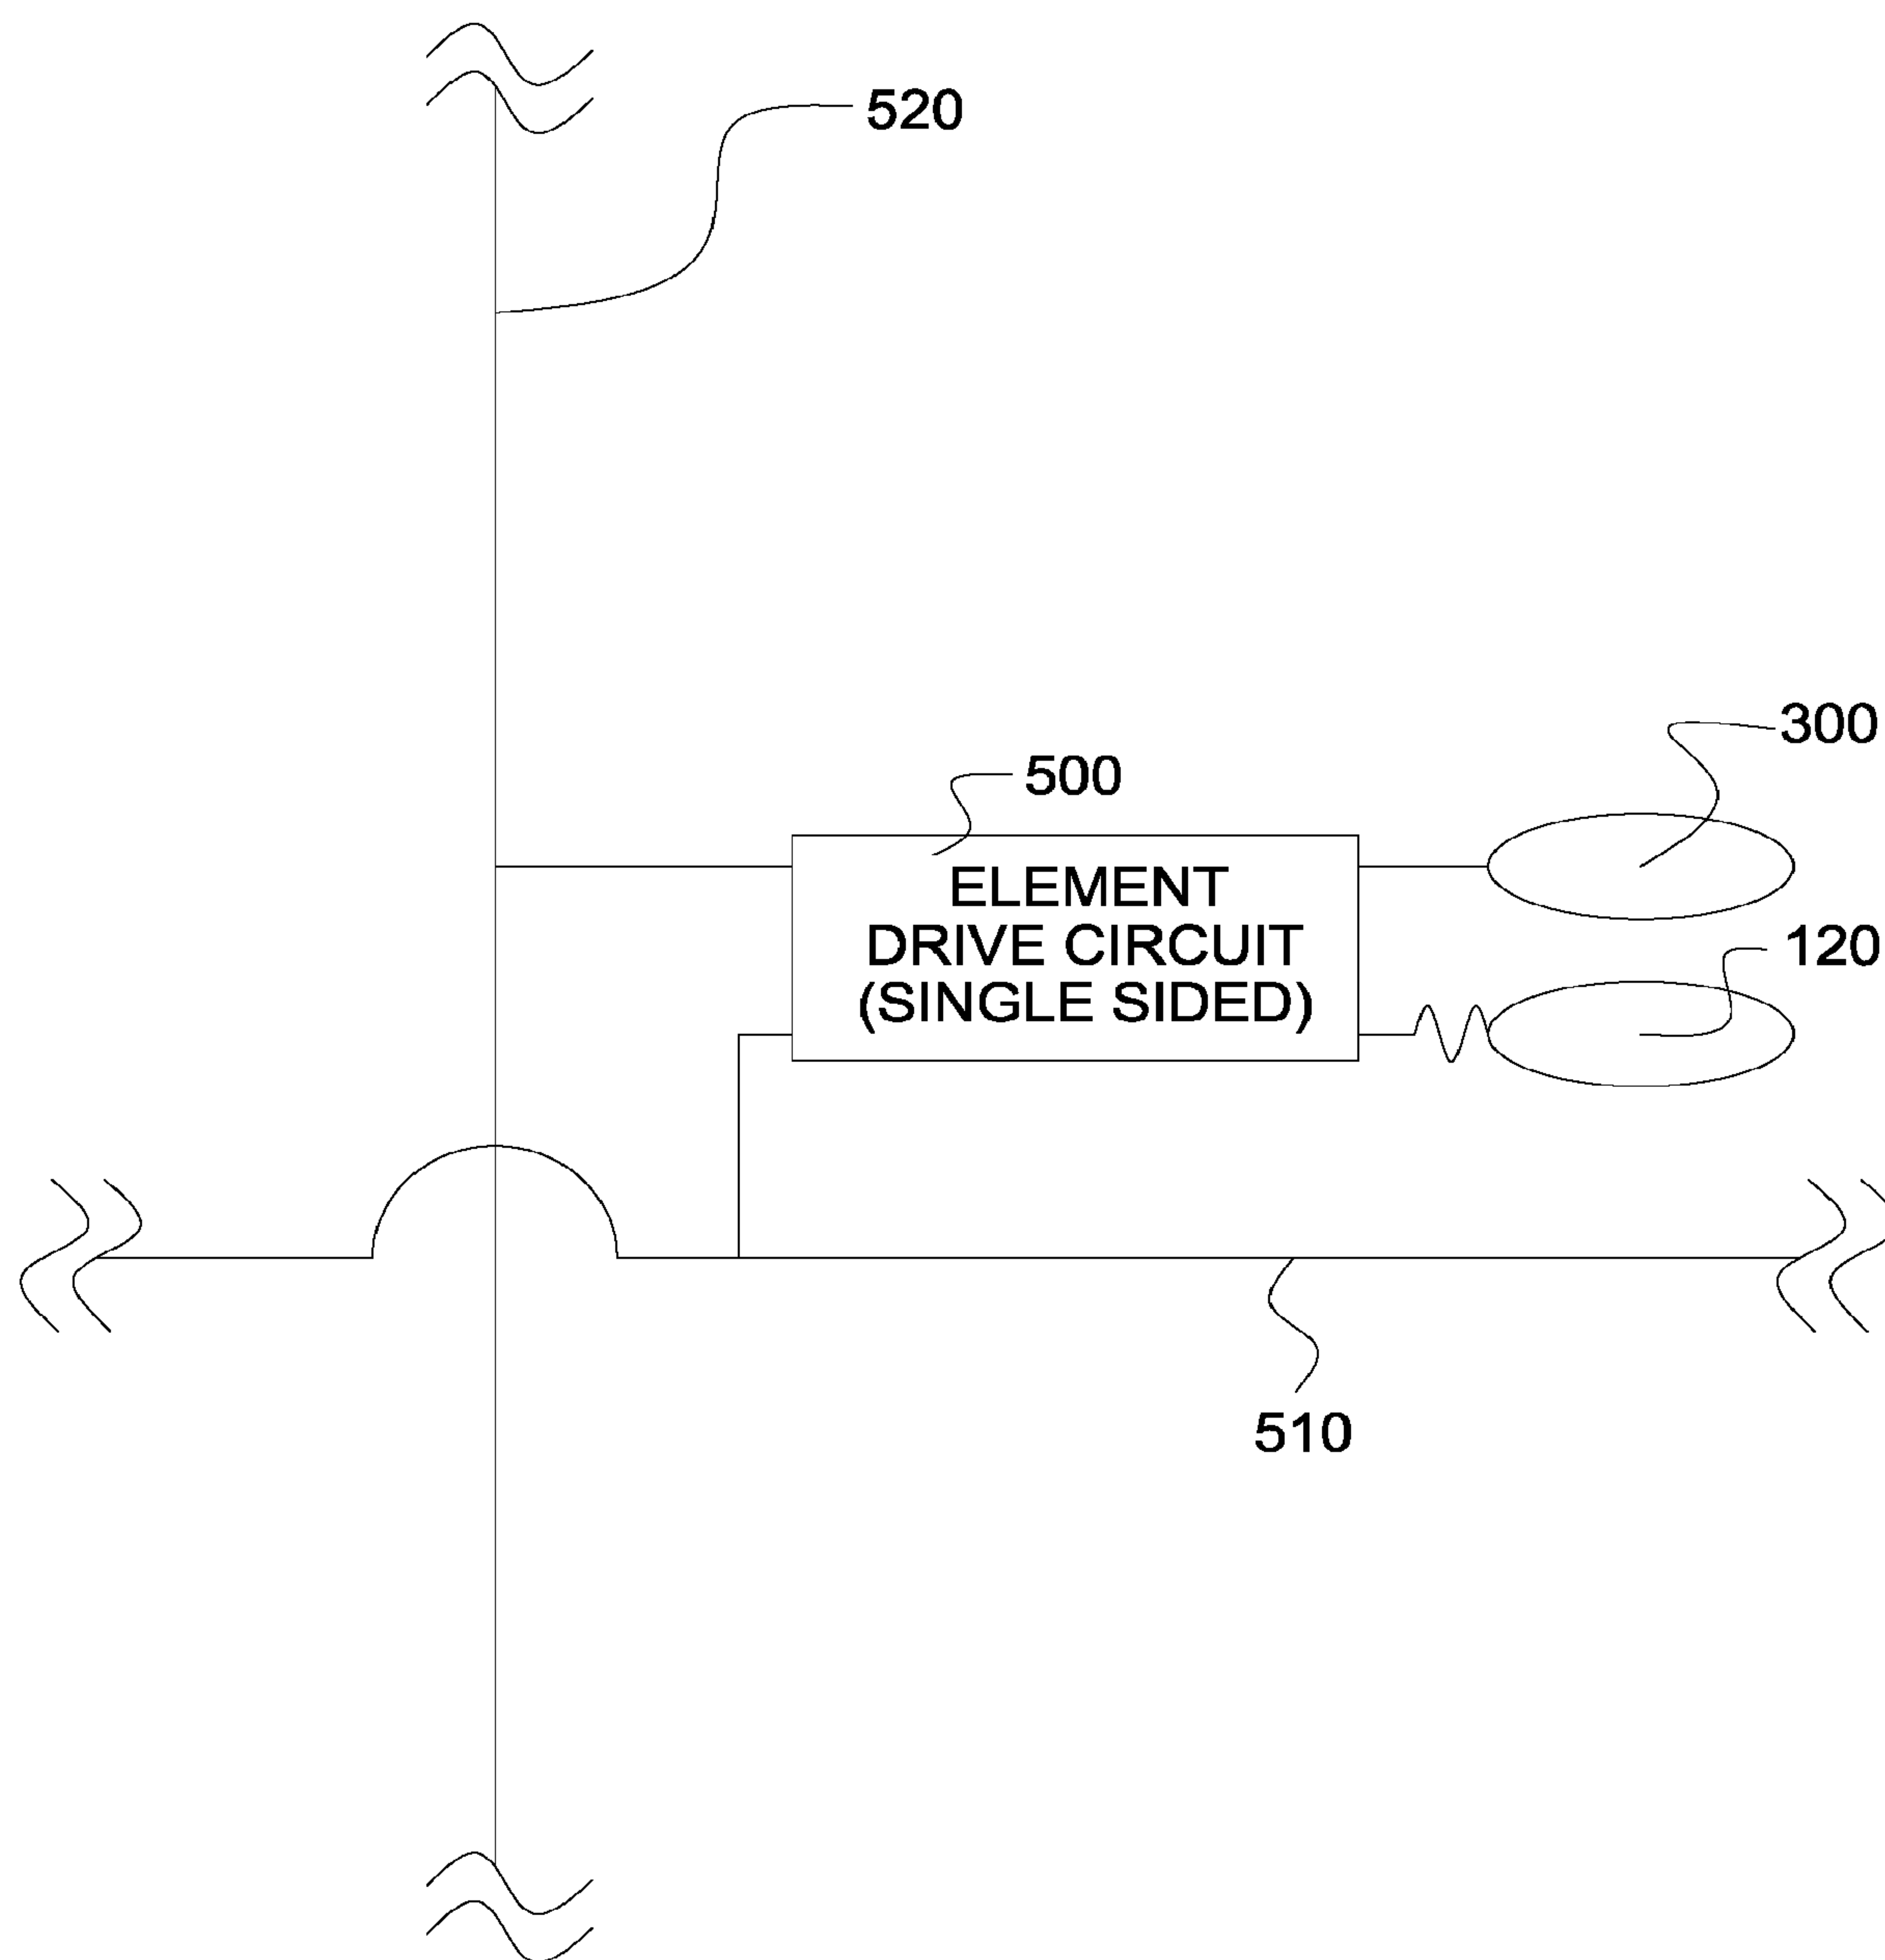 520
300
500
ELEMENT
DRIVE CIRCUIT
(SINGLE SIDED)
120
510